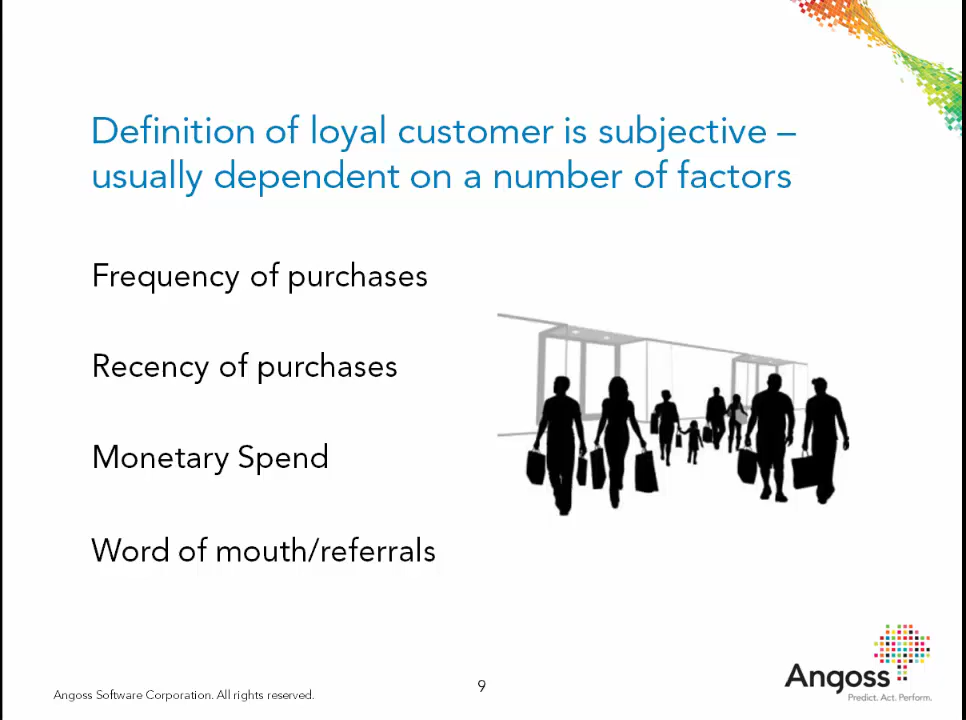 Definition of loyal customer is subjective –
usually dependent on a number of factors
Frequency of purchases
Recency of purchases
Monetary Spend
Word of mouth/referrals
Angoss Software Corporation. All rights reserved.
9
Angoss
Predict. Act. Perform.